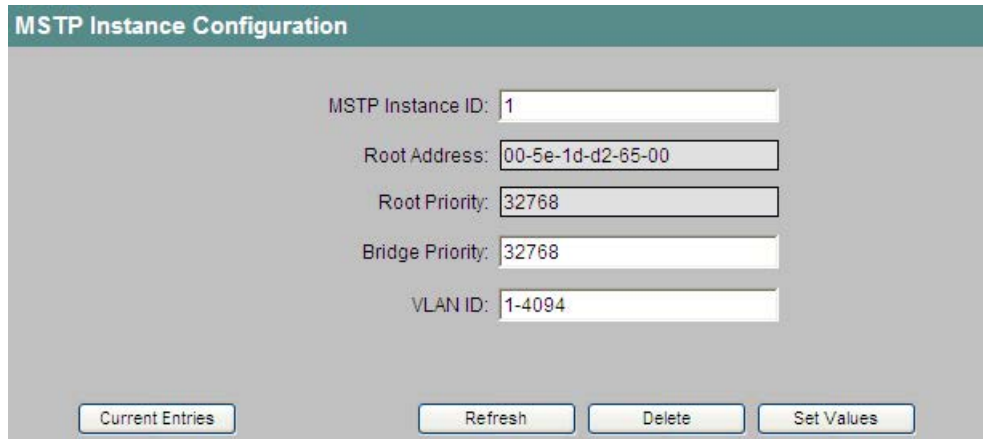 MSTP Instance Configuration
MSTP Instance ID: 1
Root Address: 00-5e-1d-d2-65-00
Root Priority: 32768
Bridge Priority: 32768
VLAN ID: 1-4094
Current Entries Refresh Delete Set Values